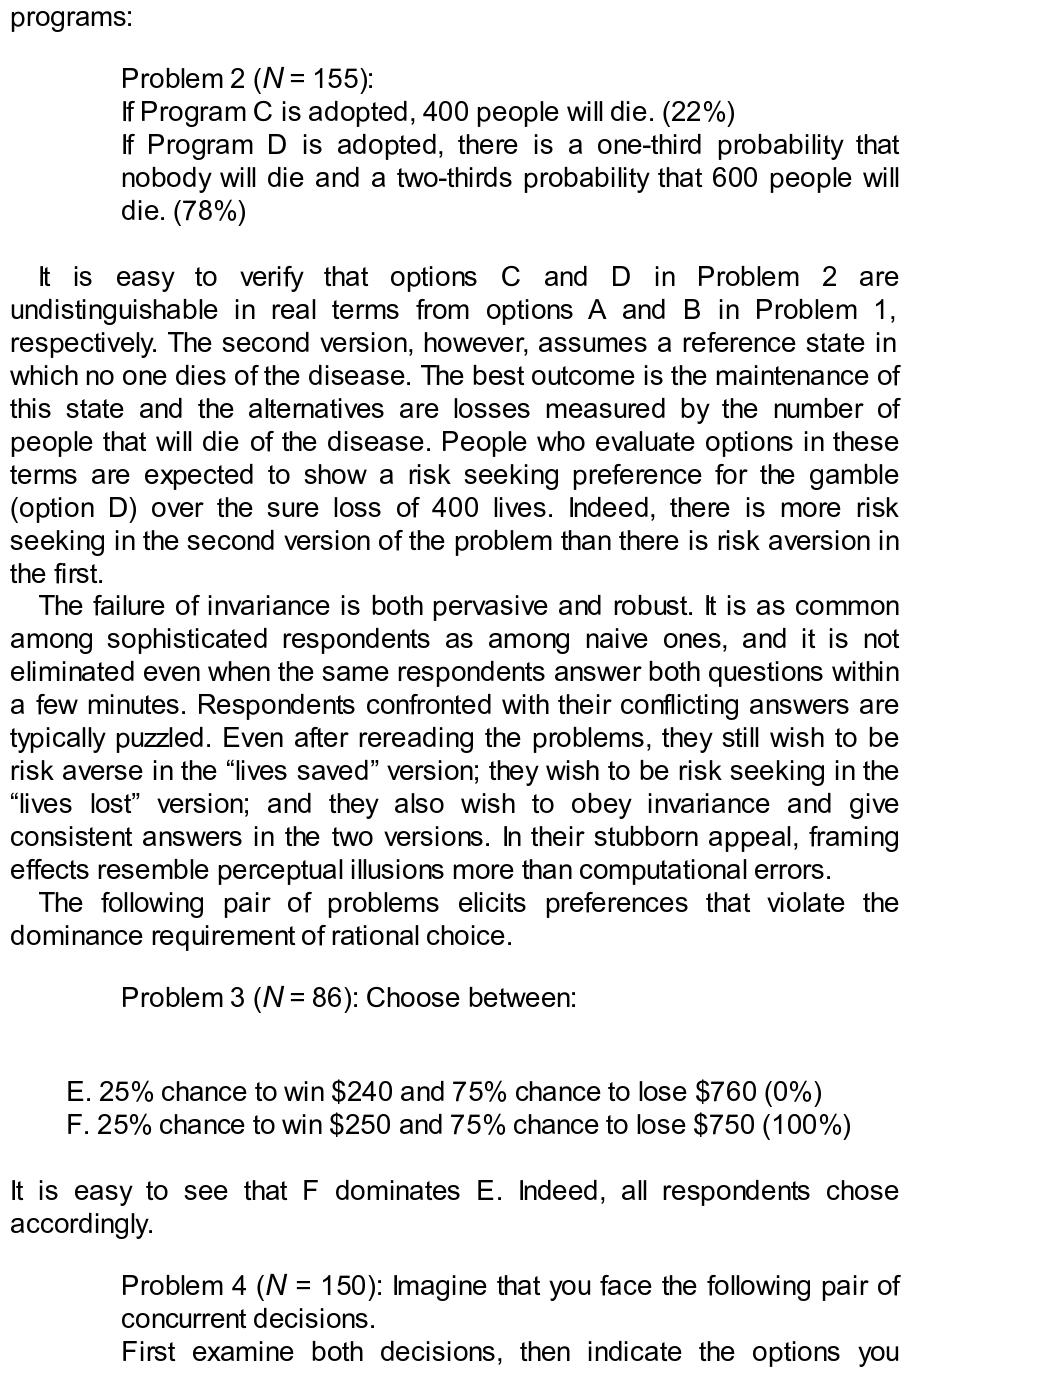 programs:
Problem 2 (N = 155):
If Program C is adopted, 400 people will die. (22%)
If Program D is adopted, there is a one-third probability that
nobody will die and a two-thirds probability that 600 people will
die. (78%)
It is easy to verify that options C and D in Problem 2 are
undistinguishable in real terms from options A and B in Problem 1,
respectively. The second version, however, assumes a reference state in
which no one dies of the disease. The best outcome is the maintenance of
this state and the alternatives are losses measured by the number of
people that will die of the disease. People who evaluate options in these
terms are expected to show a risk seeking preference for the gamble
(option D) over the sure loss of 400 lives. Indeed, there is more risk
seeking in the second version of the problem than there is risk aversion in
the first.
The failure of invariance is both pervasive and robust. It is as common
among sophisticated respondents as among naive ones, and it is not
eliminated even when the same respondents answer both questions within
a few minutes. Respondents confronted with their conflicting answers are
typically puzzled. Even after rereading the problems, they still wish to be
risk averse in the “lives saved” version; they wish to be risk seeking in the
“lives lost” version; and they also wish to obey invariance and give
consistent answers in the two versions. In their stubborn appeal, framing
effects resemble perceptual illusions more than computational errors.
The following pair of problems elicits preferences that violate the
dominance requirement of rational choice.
Problem 3 (N = 86): Choose between:
E. 25% chance to win $240 and 75% chance to lose $760 (0%)
F. 25% chance to win $250 and 75% chance to lose $750 (100%)
It is easy to see that F dominates E. Indeed, all respondents chose
accordingly.
Problem 4 (N = 150): Imagine that you face the following pair of
concurrent decisions.
First examine both decisions, then indicate the options you